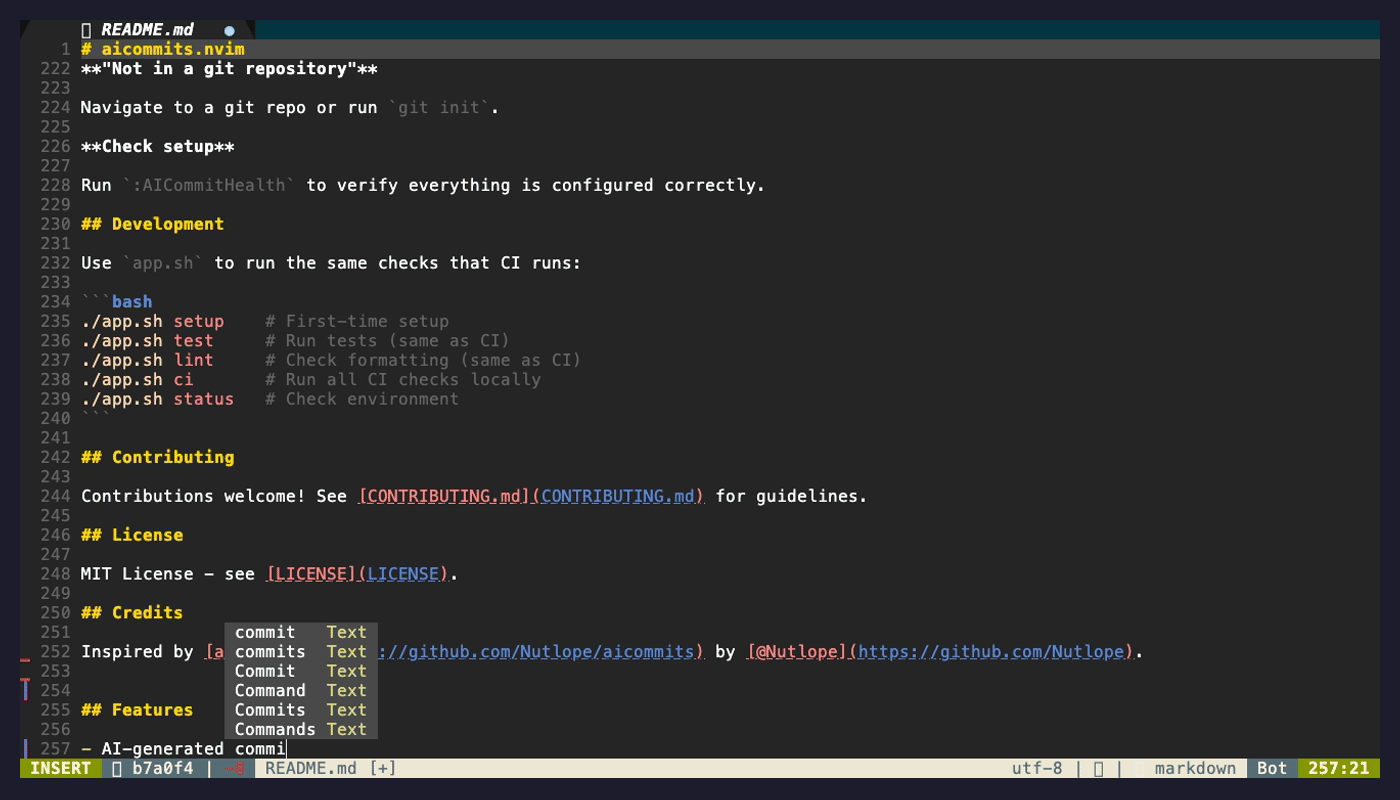 README.md ●
1 # aicommits.nvim
222 **"Not in a git repository"**
223
224 Navigate to a git repo or run `git init`.
225
226 **Check setup**
227
228 Run `:AICommitHealth` to verify everything is configured correctly.
229
230 ## Development
231
232 Use `app.sh` to run the same checks that CI runs:
233
234 ```bash
235 ./app.sh setup    # First-time setup
236 ./app.sh test     # Run tests (same as CI)
237 ./app.sh lint     # Check formatting (same as CI)
238 ./app.sh ci       # Run all CI checks locally
239 ./app.sh status   # Check environment
240 ```
241
242 ## Contributing
243
244 Contributions welcome! See [CONTRIBUTING.md](CONTRIBUTING.md) for guidelines.
245
246 ## License
247
248 MIT License - see [LICENSE](LICENSE).
249
250 ## Credits
251 commit Text
252 Inspired by [a commits Text ://github.com/Nutlope/aicommits) by [@Nutlope](https://github.com/Nutlope).
253 Commit Text
254 Command Text
255 ## Features Commits Text
256 Commands Text
257 - AI-generated commi
INSERT b7a0f4 | README.md [+] utf-8 | | markdown Bot 257:21